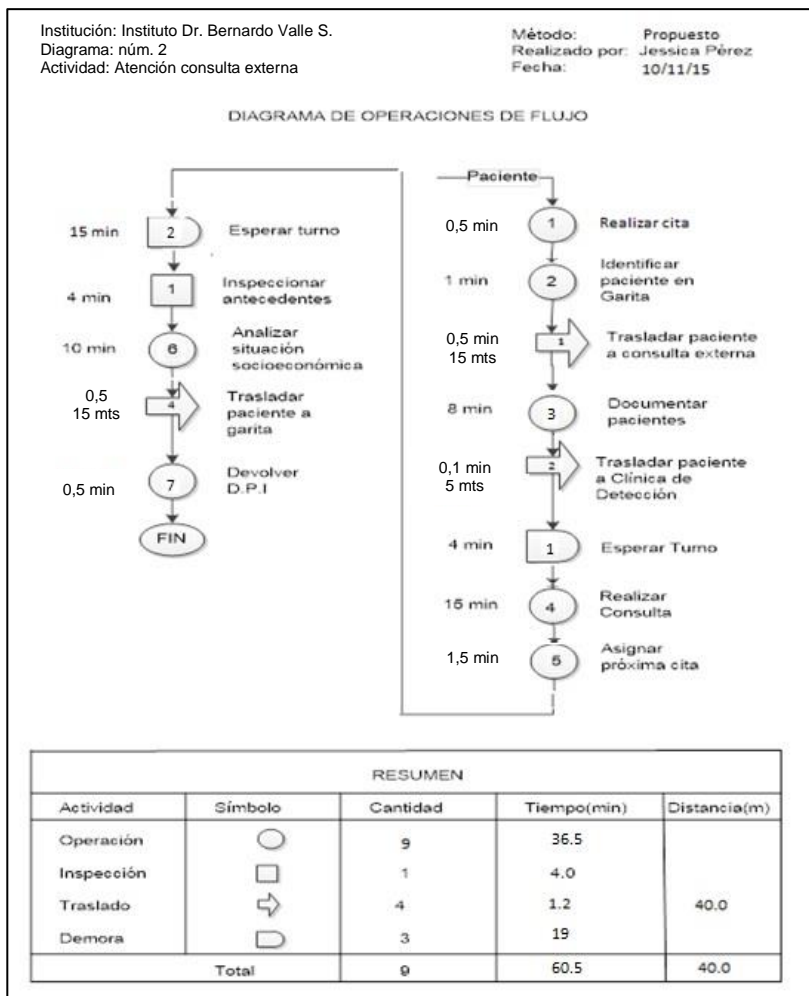 Institución: Instituto Dr. Bernardo Valle S.
Diagrama: núm. 2
Actividad: Atención consulta externa
Método: Propuesto
Realizado por: Jessica Pérez
Fecha: 10/11/15
DIAGRAMA DE OPERACIONES DE FLUJO
Paciente
0,5 min 1 Realizar cita
1 min 2 Identificar
paciente en
Garita
0,5 min
15 mts
1 Trasladar paciente
a consulta externa
8 min 3 Documentar
pacientes
0,1 min
5 mts
2 Trasladar paciente
a Clínica de
Detección
4 min 1 Esperar Turno
15 min 4 Realizar
Consulta
1,5 min 5 Asignar
próxima cita
15 min 2 Esperar turno
4 min 1 Inspeccionar
antecedentes
10 min 6 Analizar
situación
socioeconómica
0,5
15 mts
4 Trasladar
paciente a
garita
0,5 min 7 Devolver
D.P.I
FIN
RESUMEN
Actividad Símbolo Cantidad Tiempo(min) Distancia(m)
Operación 9 36.5
Inspección 1 4.0
Traslado 4 1.2 40.0
Demora 3 19
Total 9 60.5 40.0